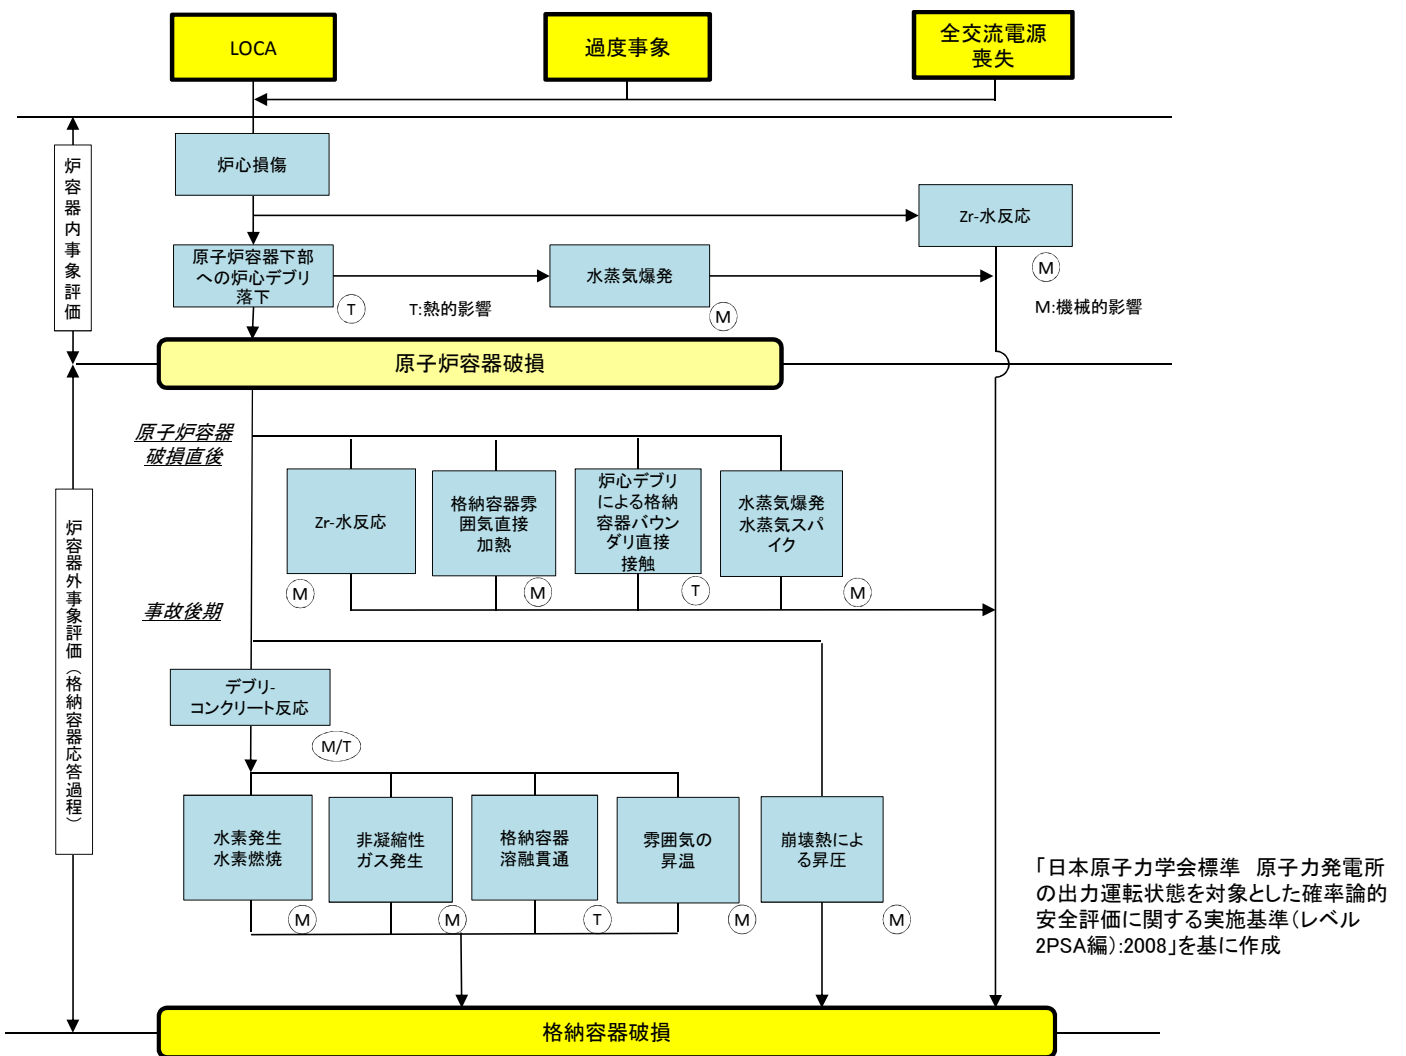 LOCA
過度事象
全交流電源
喪失
炉容器内事象評価
炉心損傷
Zr-水反応
M
原子炉容器下部
への炉心デブリ
落下
T
T:熱的影響
水蒸気爆発
M
M:機械的影響
原子炉容器破損
原子炉容器
破損直後
炉容器外事象評価（格納容器応答過程）
Zr-水反応
M
格納容器雰
囲気直接
加熱
M
炉心デブリ
による格納
容器バウン
ダリ直接
接触
T
水蒸気爆発
水蒸気スパ
イク
M
事故後期
デブリ-
コンクリート反応
M/T
水素発生
水素燃焼
M
非凝縮性
ガス発生
M
格納容器
溶融貫通
T
雰囲気の
昇温
M
崩壊熱によ
る昇圧
M
「日本原子力学会標準　原子力発電所
の出力運転状態を対象とした確率論的
安全評価に関する実施基準（レベル
2PSA編）:2008」を基に作成
格納容器破損